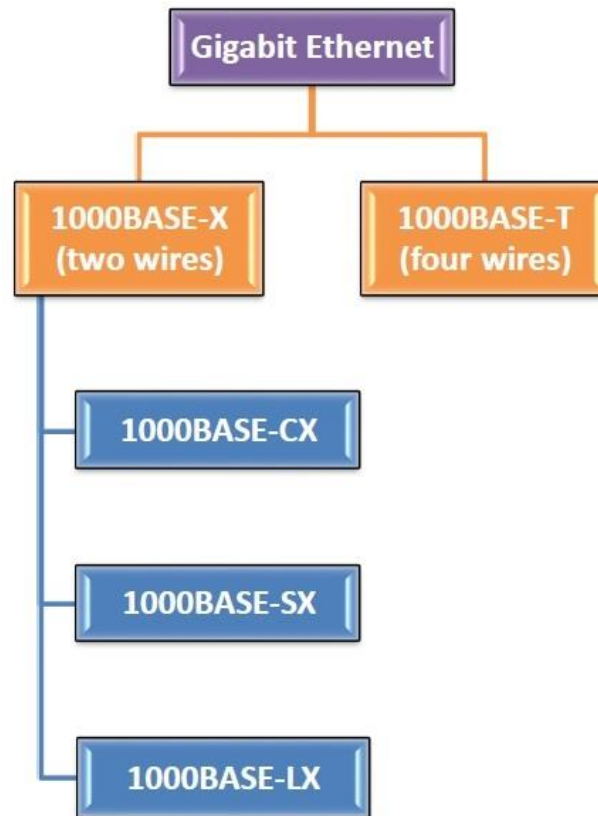 Gigabit Ethernet
1000BASE-X
(two wires)
1000BASE-T
(four wires)
1000BASE-CX
1000BASE-SX
1000BASE-LX